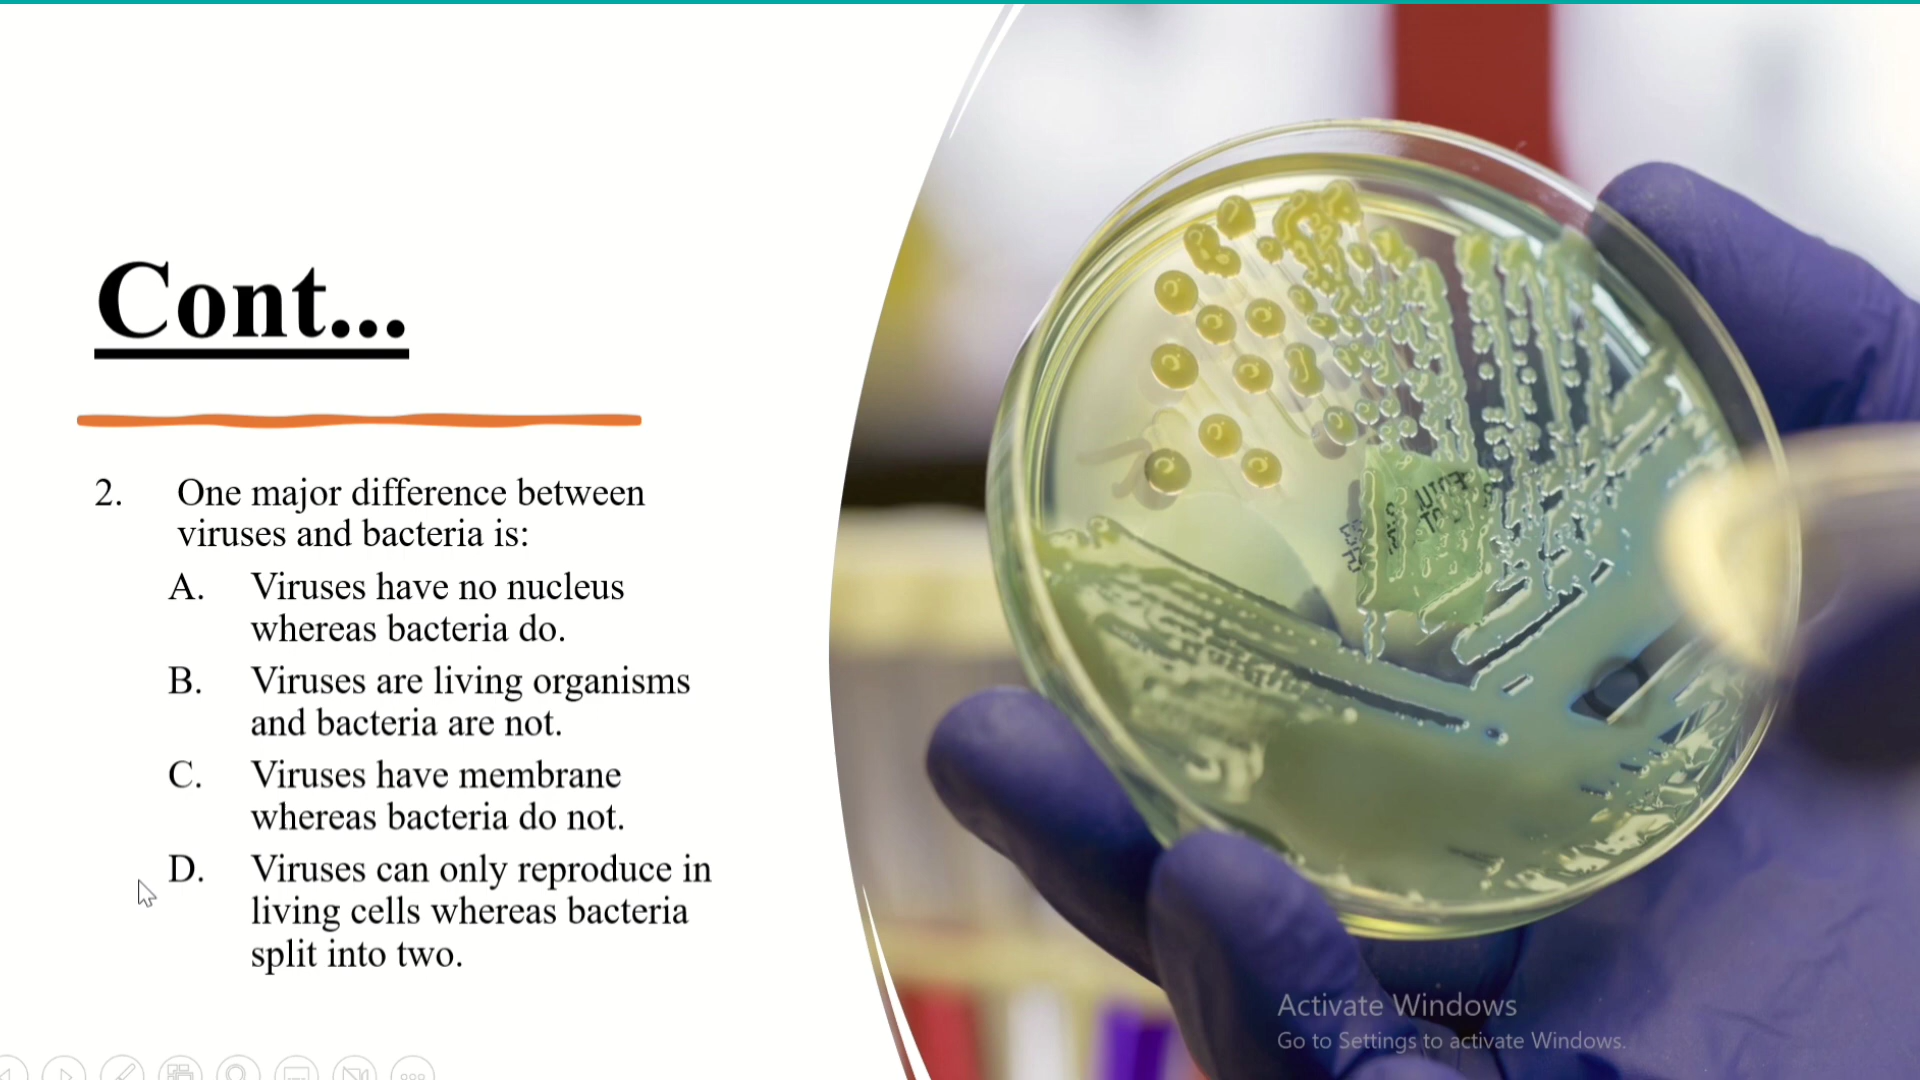 Cont...
2. One major difference between
viruses and bacteria is:
A. Viruses have no nucleus
whereas bacteria do.
B. Viruses are living organisms
and bacteria are not.
C. Viruses have membrane
whereas bacteria do not.
D. Viruses can only reproduce in
living cells whereas bacteria
split into two.
Activate Windows
Go to Settings to activate Windows.